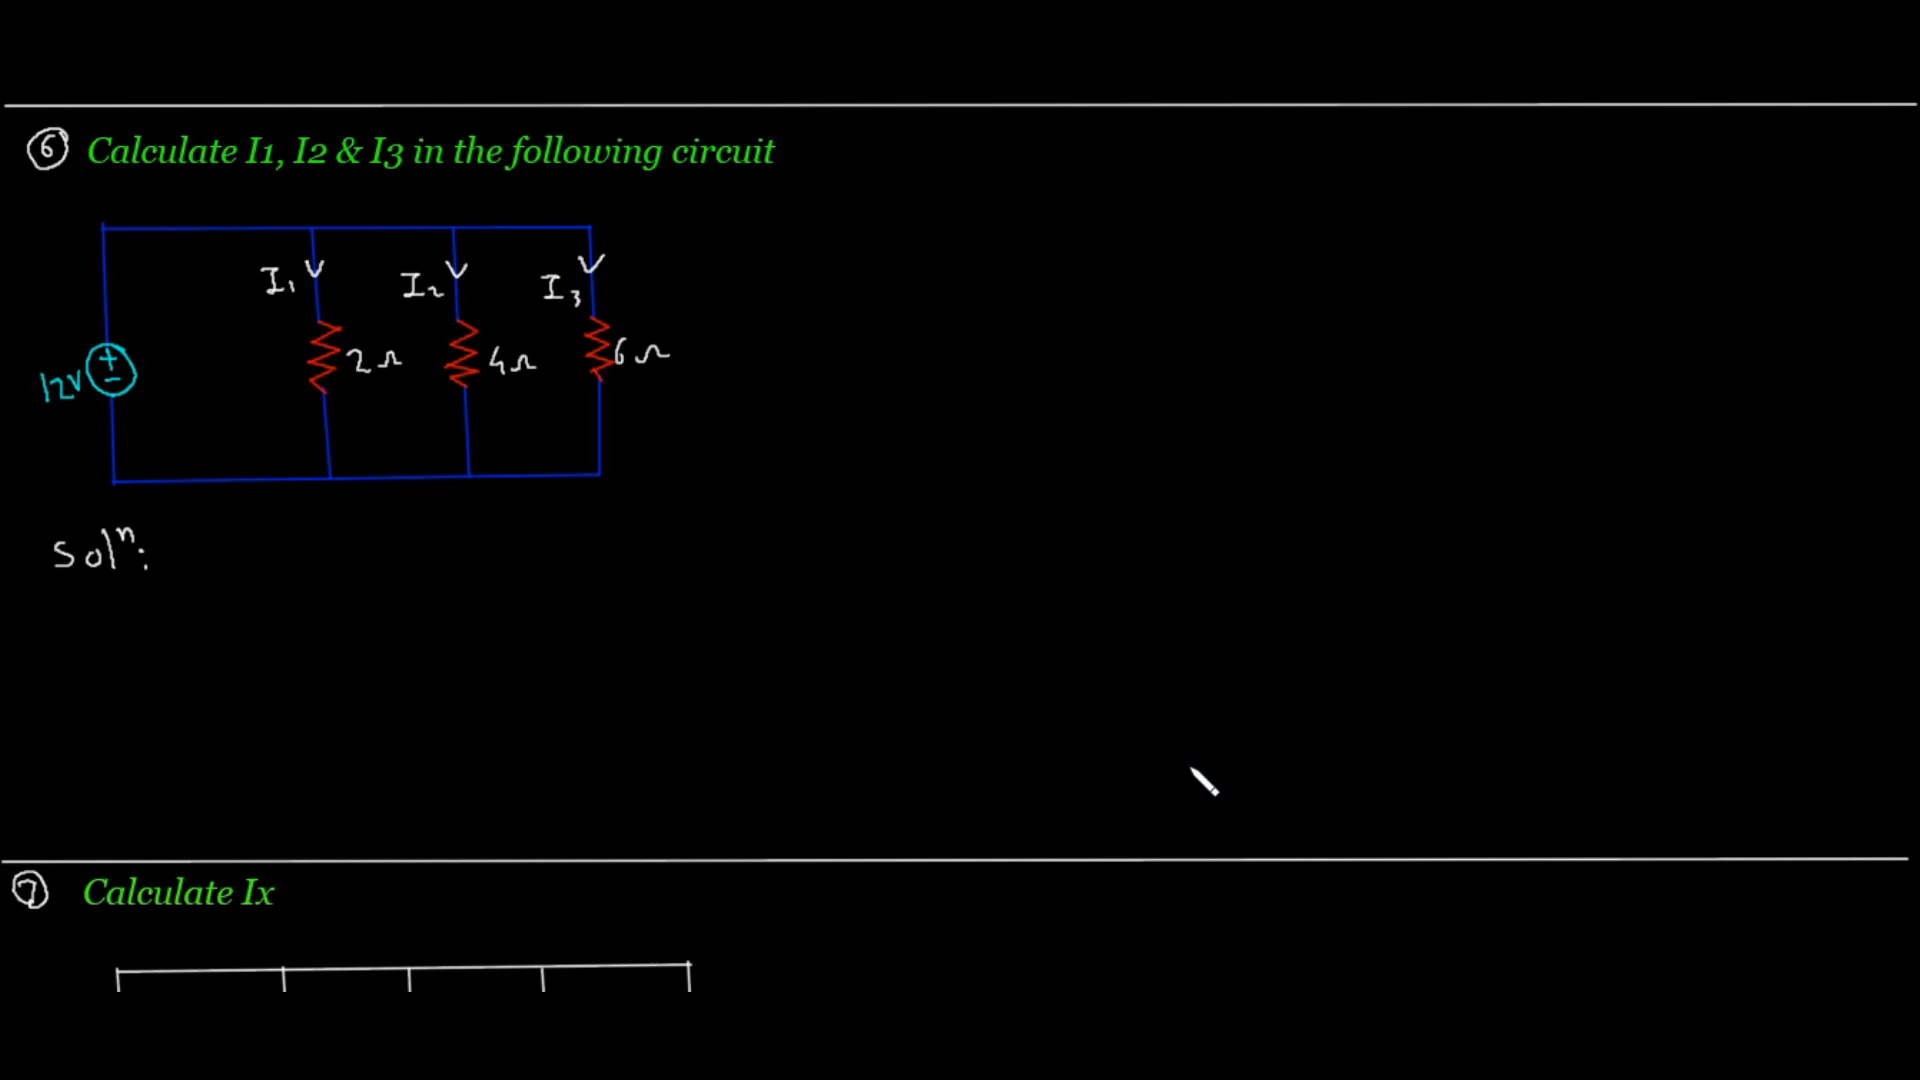 6 Calculate I1, I2 & I3 in the following circuit
I₁ I₂ I₃
12V + - 2Ω 4Ω 6Ω
Solⁿ:
7 Calculate Ix